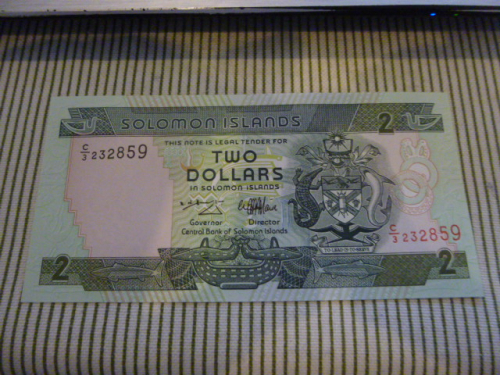 SOLOMON ISLANDS 2
C/3 232859
THIS NOTE IS LEGAL TENDER FOR
TWO
DOLLARS
IN SOLOMON ISLANDS
Governor Director
Central Bank of Solomon Islands
C/3 232859
2 2